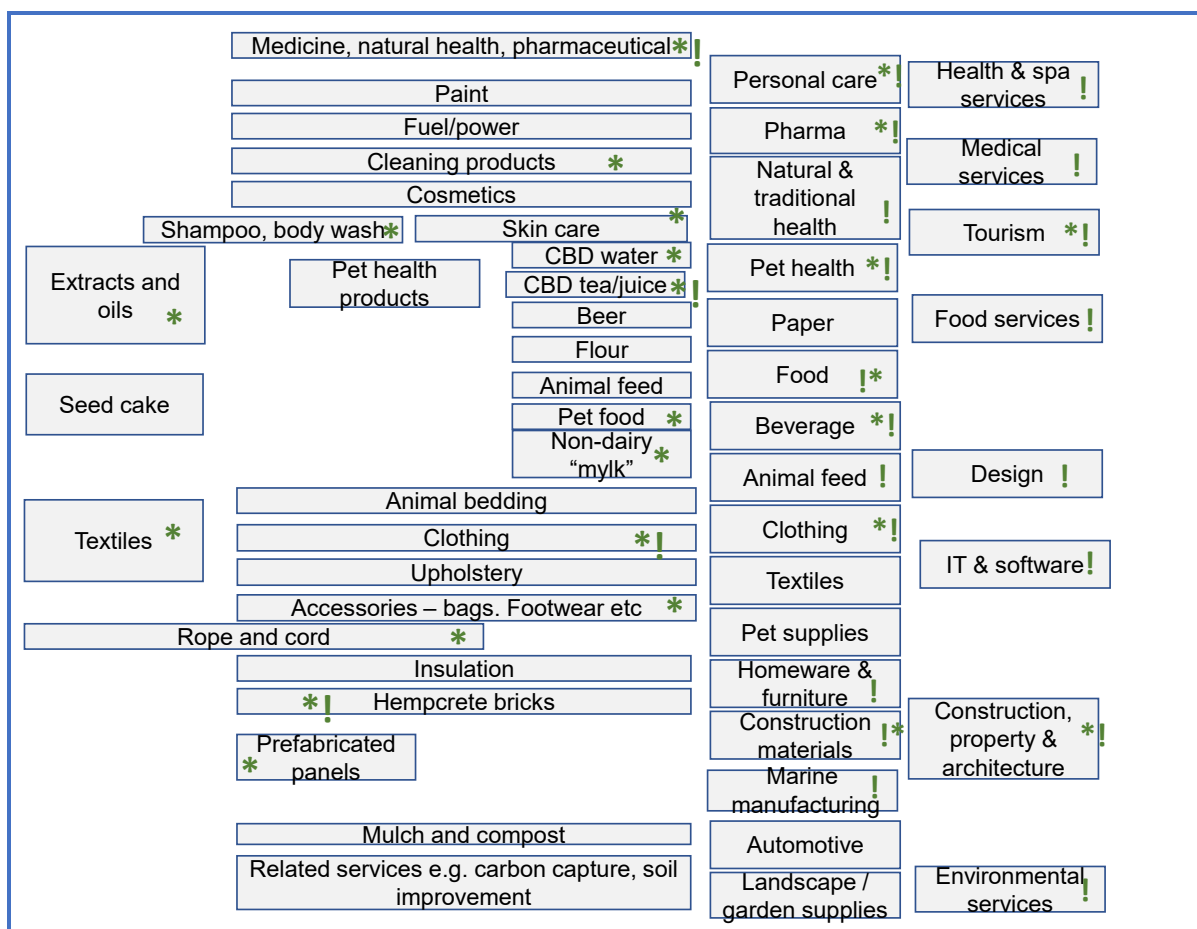 Medicine, natural health, pharmaceutical*!
Paint
Fuel/power
Cleaning products *
Cosmetics
Shampoo, body wash*
Skin care *
CBD water *
CBD tea/juice *!
Beer
Flour
Animal feed
Pet food *
Non-dairy
“mylk” *
Pet health
products
Extracts and
oils *
Seed cake
Textiles *
Animal bedding
Clothing *!
Upholstery
Accessories – bags. Footwear etc *
Rope and cord *
Insulation
*! Hempcrete bricks
Prefabricated
* panels
Mulch and compost
Related services e.g. carbon capture, soil
improvement
Personal care *!
Pharma *!
Natural &
traditional
health !
Pet health *!
Paper
Food !*
Beverage *!
Animal feed !
Clothing *!
Textiles
Pet supplies
Homeware &
furniture !
Construction
materials !*
Marine !
manufacturing
Automotive
Landscape /
garden supplies
Health & spa
services !
Medical
services !
Tourism *!
Food services !
Design !
IT & software !
Construction,
property & *!
architecture
Environmental
services !